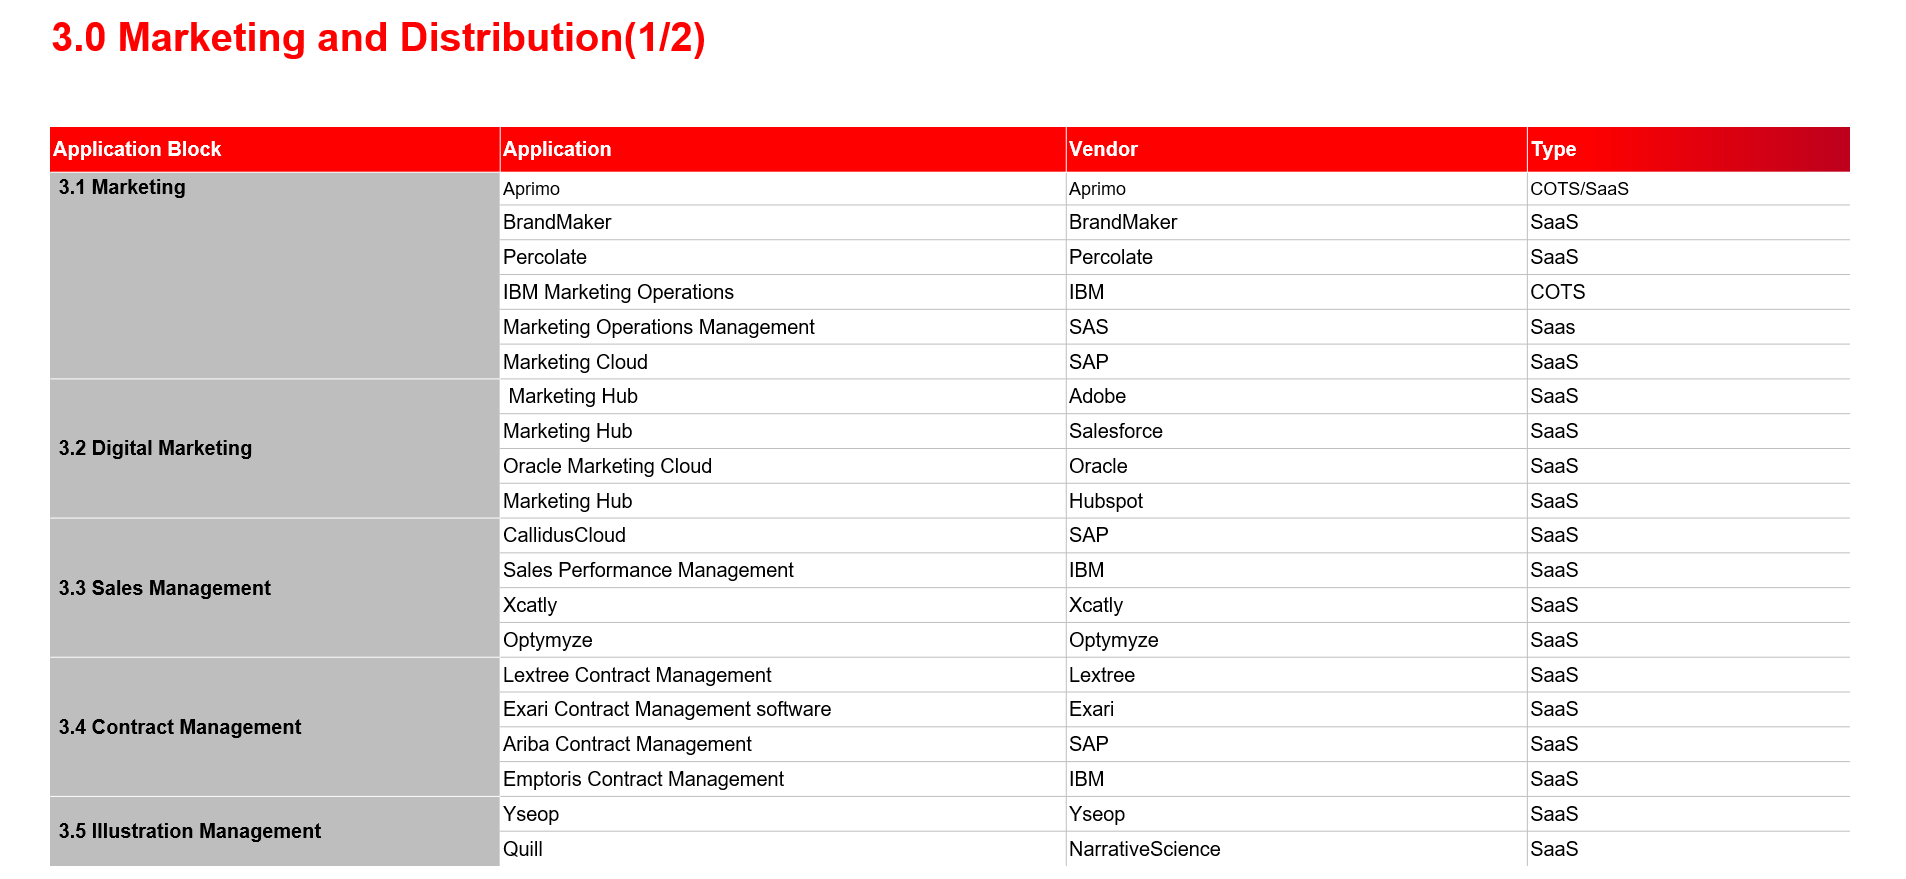 3.0 Marketing and Distribution(1/2)
Application Block Application Vendor Type
3.1 Marketing Aprimo Aprimo COTS/SaaS
BrandMaker BrandMaker SaaS
Percolate Percolate SaaS
IBM Marketing Operations IBM COTS
Marketing Operations Management SAS Saas
Marketing Cloud SAP SaaS
3.2 Digital Marketing
Marketing Hub Adobe SaaS
Marketing Hub Salesforce SaaS
Oracle Marketing Cloud Oracle SaaS
Marketing Hub Hubspot SaaS
3.3 Sales Management
CallidusCloud SAP SaaS
Sales Performance Management IBM SaaS
Xcatly Xcatly SaaS
Optymyze Optymyze SaaS
3.4 Contract Management
Lextree Contract Management Lextree SaaS
Exari Contract Management software Exari SaaS
Ariba Contract Management SAP SaaS
Emptoris Contract Management IBM SaaS
3.5 Illustration Management
Yseop Yseop SaaS
Quill NarrativeScience SaaS